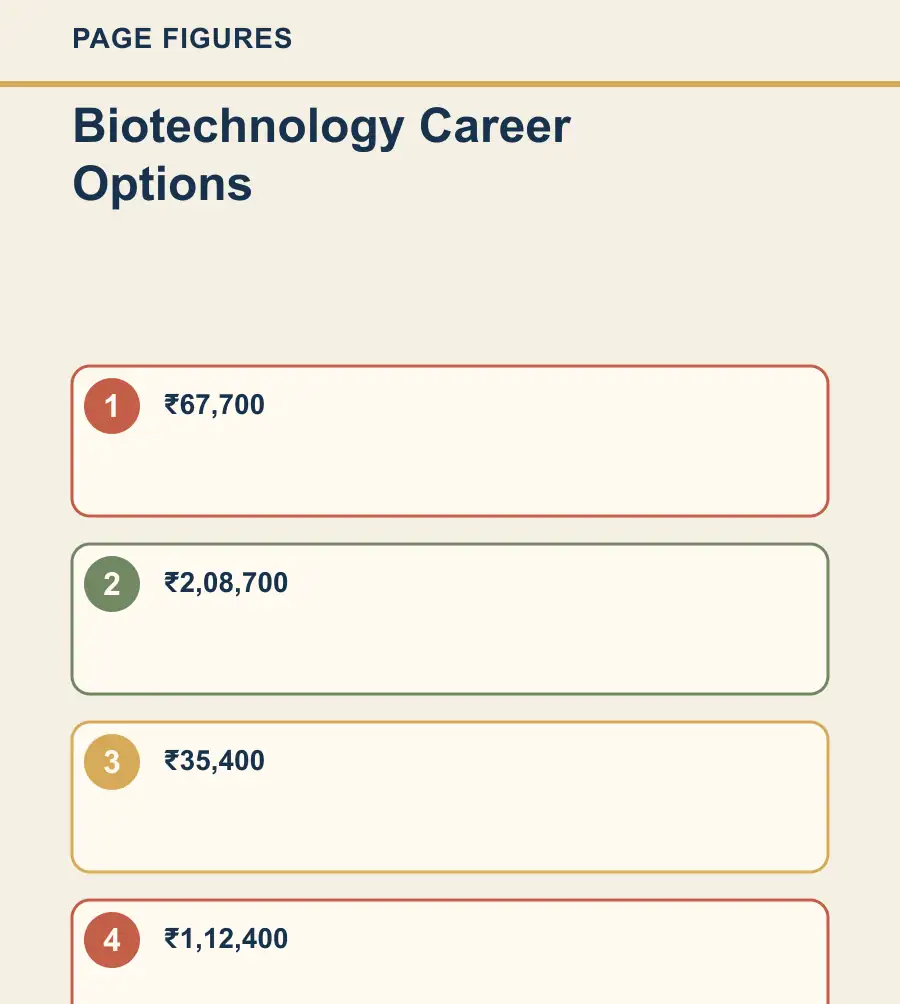 PAGE FIGURES
Biotechnology Career
Options
1 ₹67,700
2 ₹2,08,700
3 ₹35,400
4 ₹1,12,400